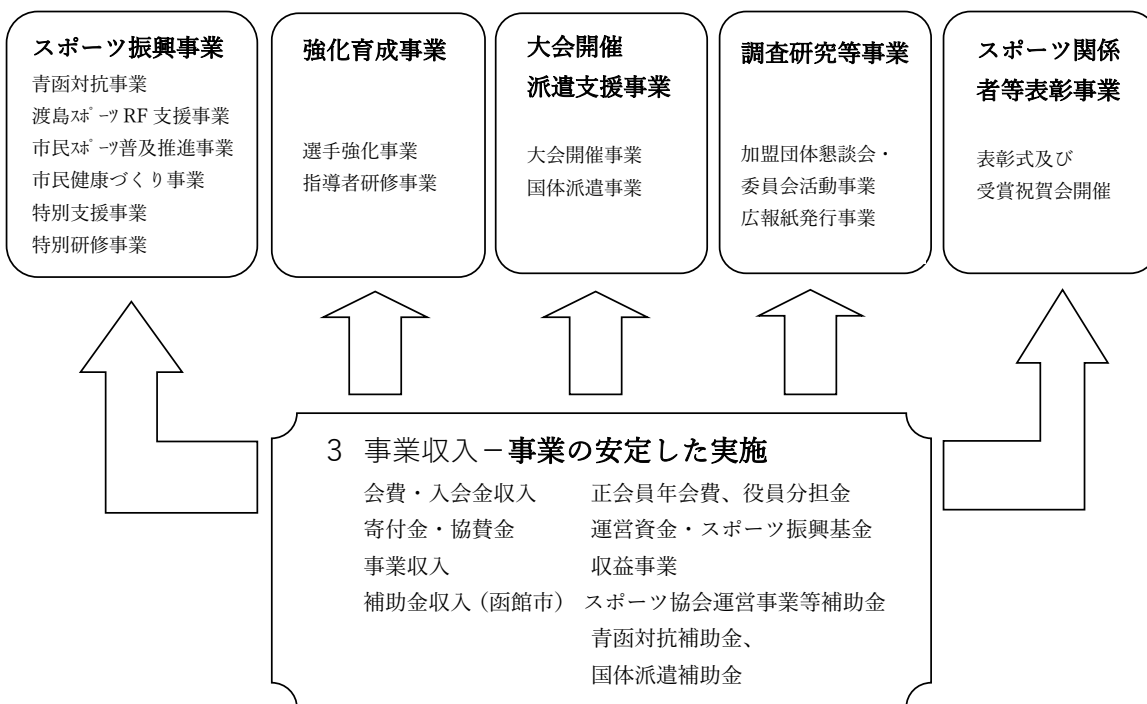 スポーツ振興事業
青函対抗事業
渡島ｽﾎﾟｰﾂ RF 支援事業
市民ｽﾎﾟｰﾂ普及推進事業
市民健康づくり事業
特別支援事業
特別研修事業
強化育成事業
選手強化事業
指導者研修事業
大会開催
派遣支援事業
大会開催事業
国体派遣事業
調査研究等事業
加盟団体懇談会・
委員会活動事業
広報紙発行事業
スポーツ関係
者等表彰事業
表彰式及び
受賞祝賀会開催
3 事業収入－事業の安定した実施
会費・入会金収入 正会員年会費、役員分担金
寄付金・協賛金 運営資金・スポーツ振興基金
事業収入 収益事業
補助金収入（函館市） スポーツ協会運営事業等補助金
青函対抗補助金、
国体派遣補助金